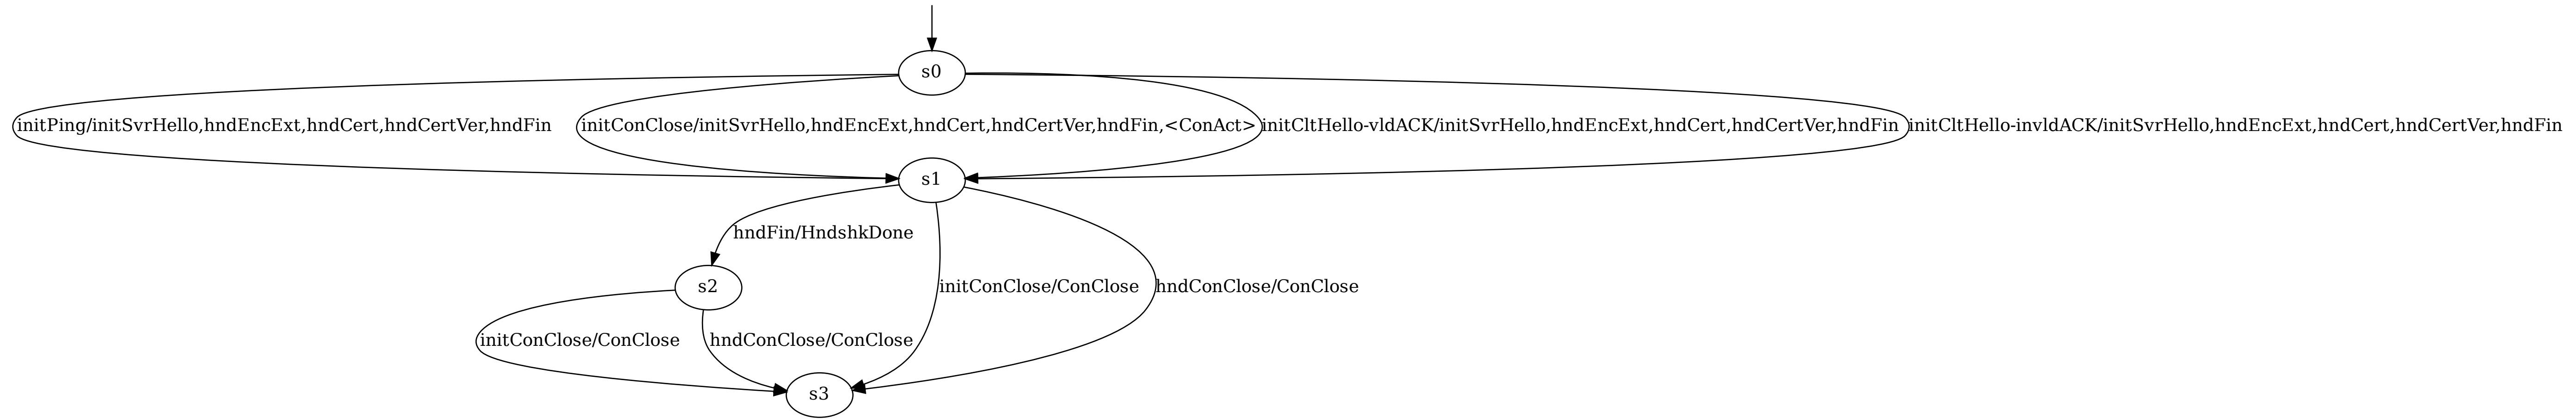 s0
initPing/initSvrHello,hndEncExt,hndCert,hndCertVer,hndFin
initConClose/initSvrHello,hndEncExt,hndCert,hndCertVer,hndFin,<ConAct>
initCltHello-vldACK/initSvrHello,hndEncExt,hndCert,hndCertVer,hndFin
initCltHello-invldACK/initSvrHello,hndEncExt,hndCert,hndCertVer,hndFin
s1
hndFin/HndshkDone
s2
initConClose/ConClose
hndConClose/ConClose
initConClose/ConClose
hndConClose/ConClose
s3